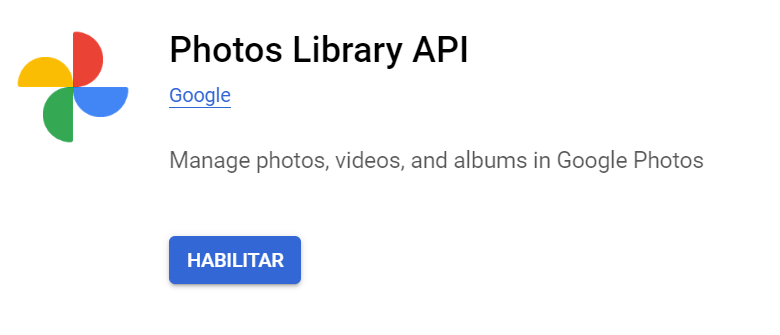 Photos Library API
Google
Manage photos, videos, and albums in Google Photos
HABILITAR